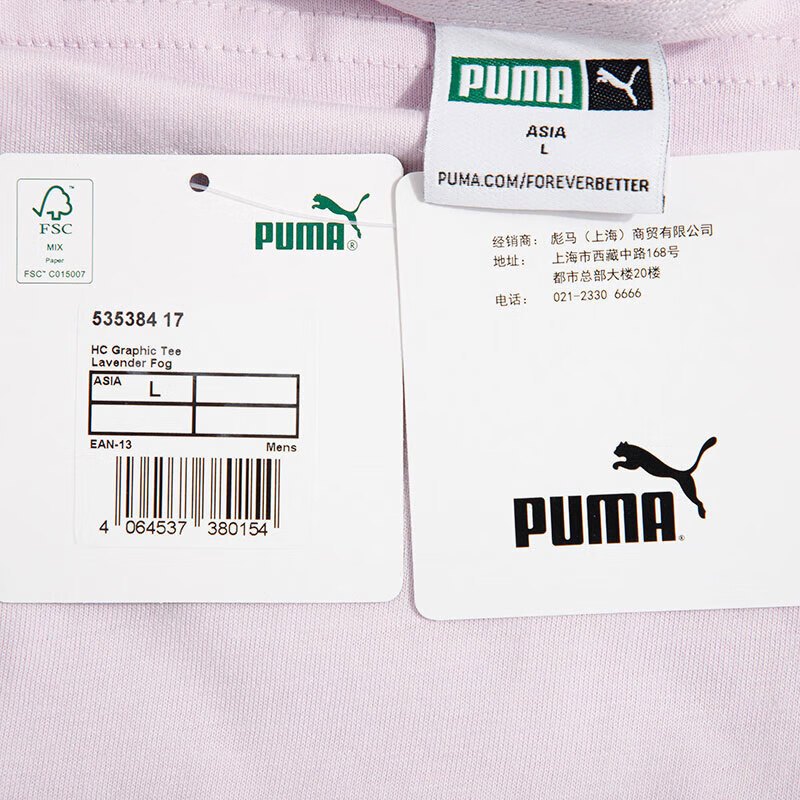 PUMA
ASIA
L
PUMA.COM/FOREVERBETTER
FSC
MIX
Paper
FSC™ C015007
PUMA®
535384 17
HC Graphic Tee
Lavender Fog
ASIA L
EAN-13 Mens
4 064537 380154
经销商： 彪马（上海）商贸有限公司
地址： 上海市西藏中路168号
都市总部大楼20楼
电话： 021-2330 6666
PUMA®